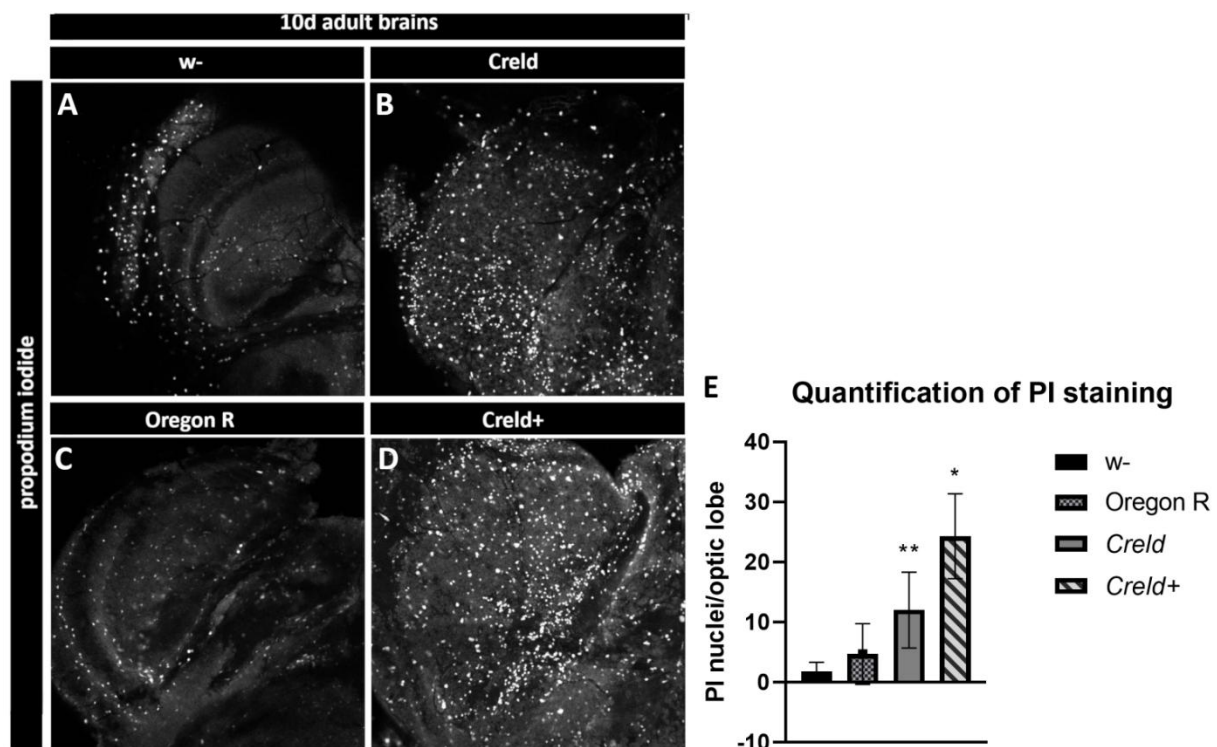 10d adult brains
w-
Creld
propodium iodide
A
B
Oregon R
Creld+
C
D
E
Quantification of PI staining
PI nuclei/optic lobe
40
30
20
10
0
-10
**
*
w-
Oregon R
Creld
Creld+